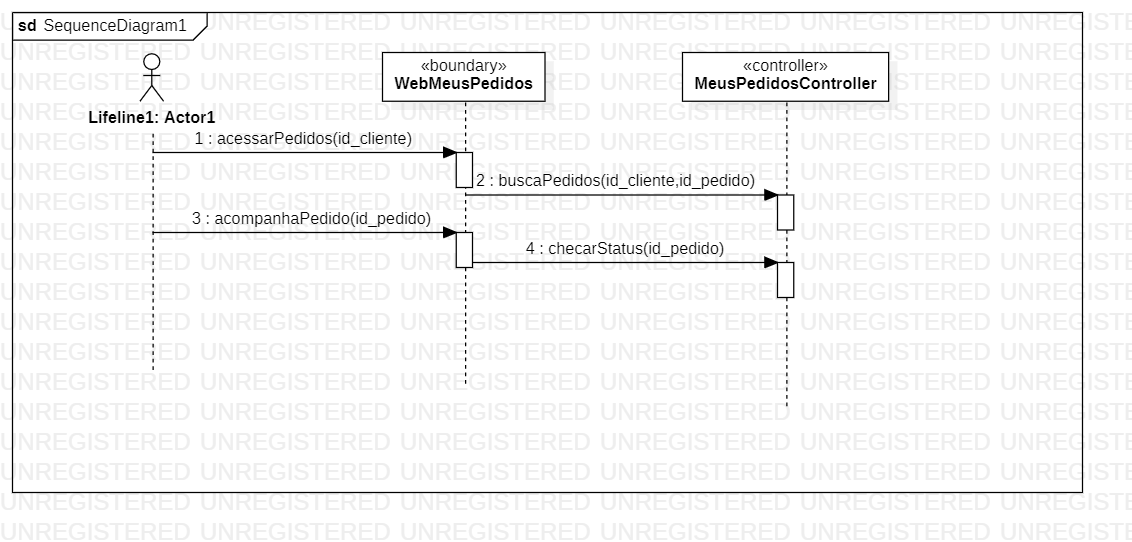 sd SequenceDiagram1
«boundary»
WebMeusPedidos
«controller»
MeusPedidosController
Lifeline1: Actor1
1 : acessarPedidos(id_cliente)
2 : buscaPedidos(id_cliente,id_pedido)
3 : acompanhaPedido(id_pedido)
4 : checarStatus(id_pedido)
UNREGISTERED UNREGISTERED UNREGISTERED UNREGISTERED UNREGISTERED